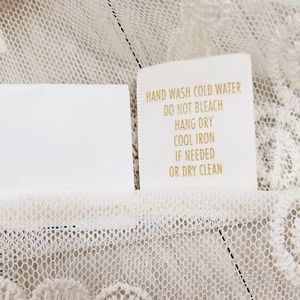 HAND WASH COLD WATER
DO NOT BLEACH
HANG DRY
COOL IRON
IF NEEDED
OR DRY CLEAN